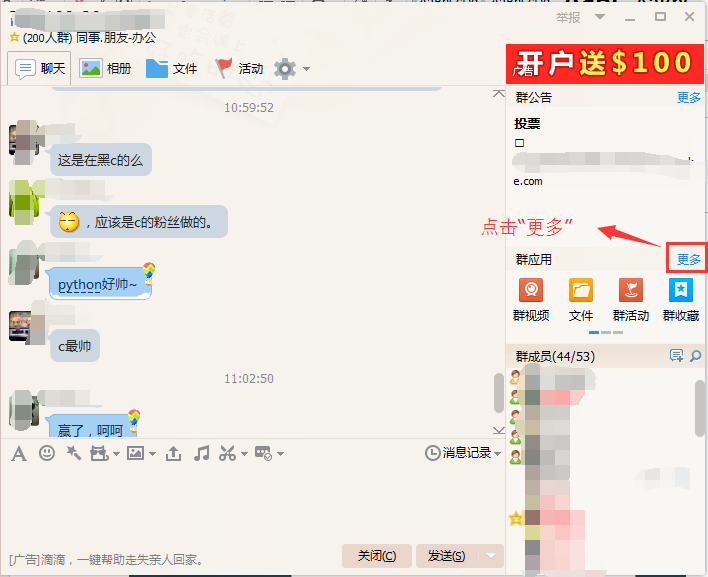 举报
(200人群) 同事.朋友-办公
聊天
相册
文件
活动
10:59:52
这是在黑c的么
，应该是c的粉丝做的。
python好帅~
c最帅
11:02:50
赢了，呵呵
消息记录
[广告]滴滴，一键帮助走失亲人回家。
关闭(C)
发送(S)
开户送$100
广告
群公告
更多
投票
e.com
点击“更多”
群应用
更多
群视频
文件
群活动
群收藏
群成员(44/53)